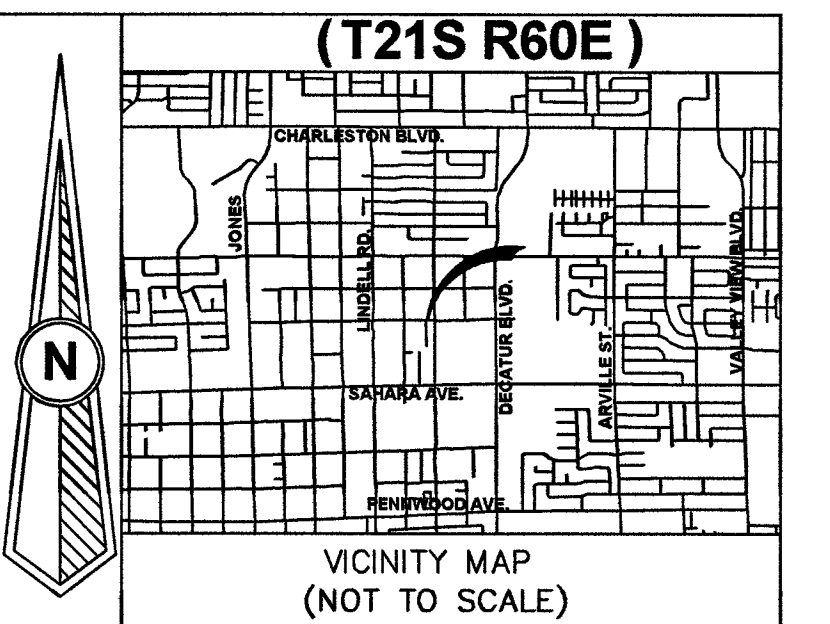 ( T21S R60E )
CHARLESTON BLVD.
JONES
LINDELL RD.
VALLEY VIEW BLVD.
DECATUR BLVD.
ARVILLE ST.
N
SAHARA AVE.
PENNWOOD AVE.
VICINITY MAP
(NOT TO SCALE)